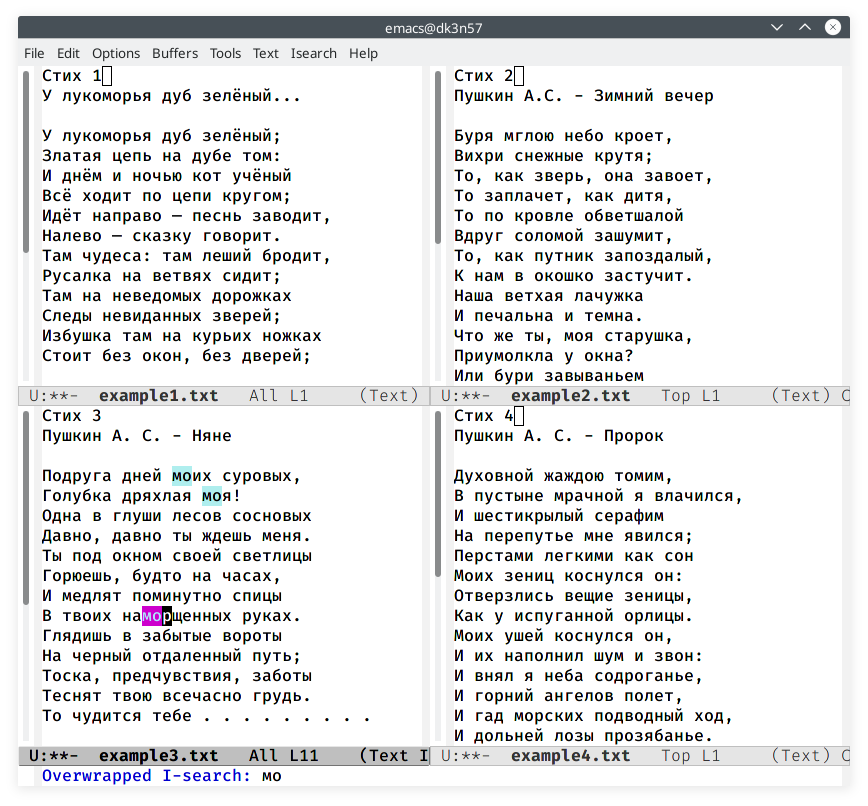 emacs@dk3n57
File Edit Options Buffers Tools Text Isearch Help
Стих 1
У лукоморья дуб зелёный...
У лукоморья дуб зелёный;
Златая цепь на дубе том:
И днём и ночью кот учёный
Всё ходит по цепи кругом;
Идёт направо — песнь заводит,
Налево — сказку говорит.
Там чудеса: там леший бродит,
Русалка на ветвях сидит;
Там на неведомых дорожках
Следы невиданных зверей;
Избушка там на курьих ножках
Стоит без окон, без дверей;
U:**- example1.txt All L1 (Text)
Стих 2
Пушкин А.С. - Зимний вечер
Буря мглою небо кроет,
Вихри снежные крутя;
То, как зверь, она завоет,
То заплачет, как дитя,
То по кровле обветшалой
Вдруг соломой зашумит,
То, как путник запоздалый,
К нам в окошко застучит.
Наша ветхая лачужка
И печальна и темна.
Что же ты, моя старушка,
Приумолкла у окна?
Или бури завываньем
U:**- example2.txt Top L1 (Text) C
Стих 3
Пушкин А. С. - Няне
Подруга дней моих суровых,
Голубка дряхлая моя!
Одна в глуши лесов сосновых
Давно, давно ты ждешь меня.
Ты под окном своей светлицы
Горюешь, будто на часах,
И медлят поминутно спицы
В твоих наморщенных руках.
Глядишь в забытые вороты
На черный отдаленный путь;
Тоска, предчувствия, заботы
Теснят твою всечасно грудь.
То чудится тебе . . . . . . . . .
U:**- example3.txt All L11 (Text I
Стих 4
Пушкин А. С. - Пророк
Духовной жаждою томим,
В пустыне мрачной я влачился,
И шестикрылый серафим
На перепутье мне явился;
Перстами легкими как сон
Моих зениц коснулся он:
Отверзлись вещие зеницы,
Как у испуганной орлицы.
Моих ушей коснулся он,
И их наполнил шум и звон:
И внял я неба содроганье,
И горний ангелов полет,
И гад морских подводный ход,
И дольней лозы прозябанье.
U:**- example4.txt Top L1 (Text) C
Overwrapped I-search: мо